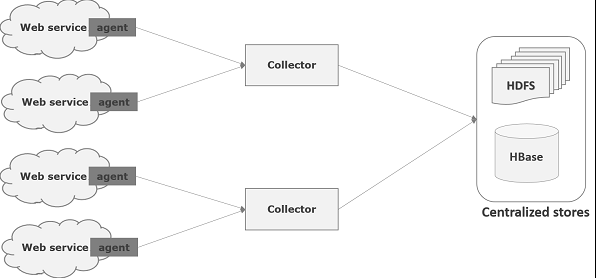 Web service agent
Web service agent
Collector
Web service agent
Web service agent
Collector
HDFS
HBase
Centralized stores